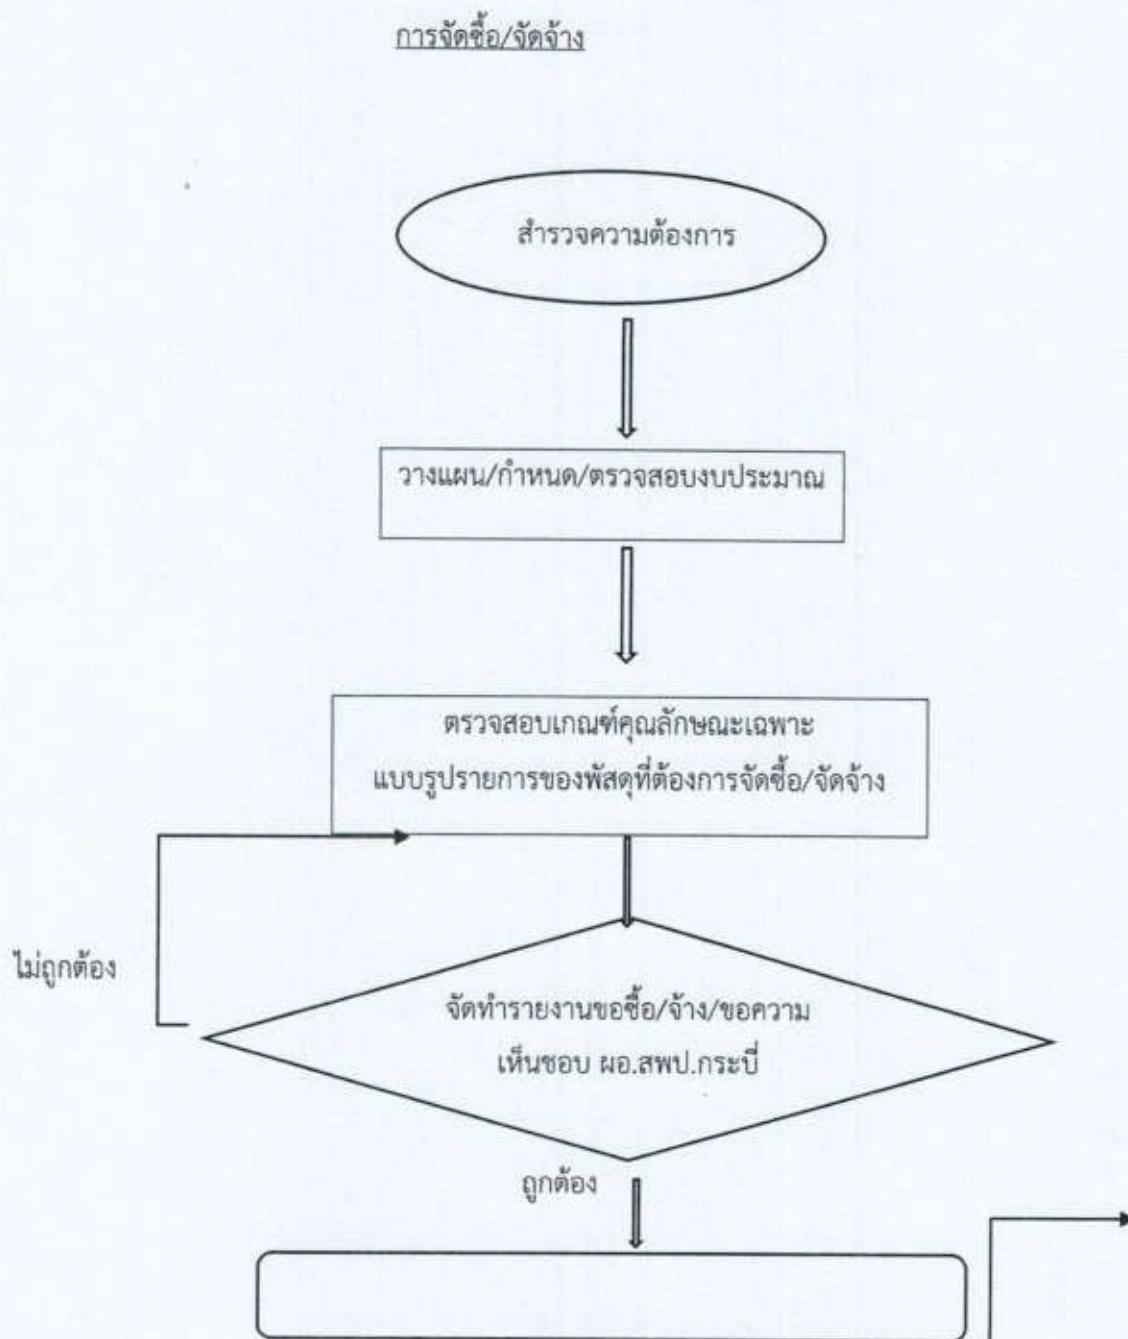 การจัดซื้อ/จัดจ้าง
สำรวจความต้องการ
วางแผน/กำหนด/ตรวจสอบงบประมาณ
ตรวจสอบเกณฑ์คุณลักษณะเฉพาะ
แบบรูปรายการของพัสดุที่ต้องการจัดซื้อ/จัดจ้าง
ไม่ถูกต้อง
จัดทำรายงานขอซื้อ/จ้าง/ขอความ
เห็นชอบ ผอ.สพป.กระบี่
ถูกต้อง